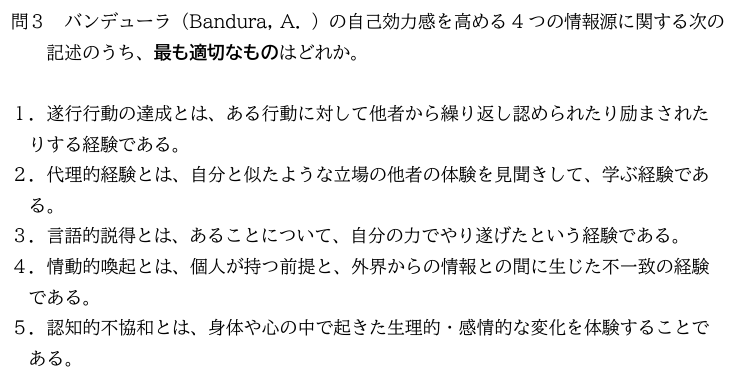 問３　バンデューラ（Bandura, A. ）の自己効力感を高める 4 つの情報源に関する次の
記述のうち、最も適切なものはどれか。
１．遂行行動の達成とは、ある行動に対して他者から繰り返し認められたり励まされた
りする経験である。
２．代理的経験とは、自分と似たような立場の他者の体験を見聞きして、学ぶ経験であ
る。
３．言語的説得とは、あることについて、自分の力でやり遂げたという経験である。
４．情動的喚起とは、個人が持つ前提と、外界からの情報との間に生じた不一致の経験
である。
５．認知的不協和とは、身体や心の中で起きた生理的・感情的な変化を体験することで
ある。